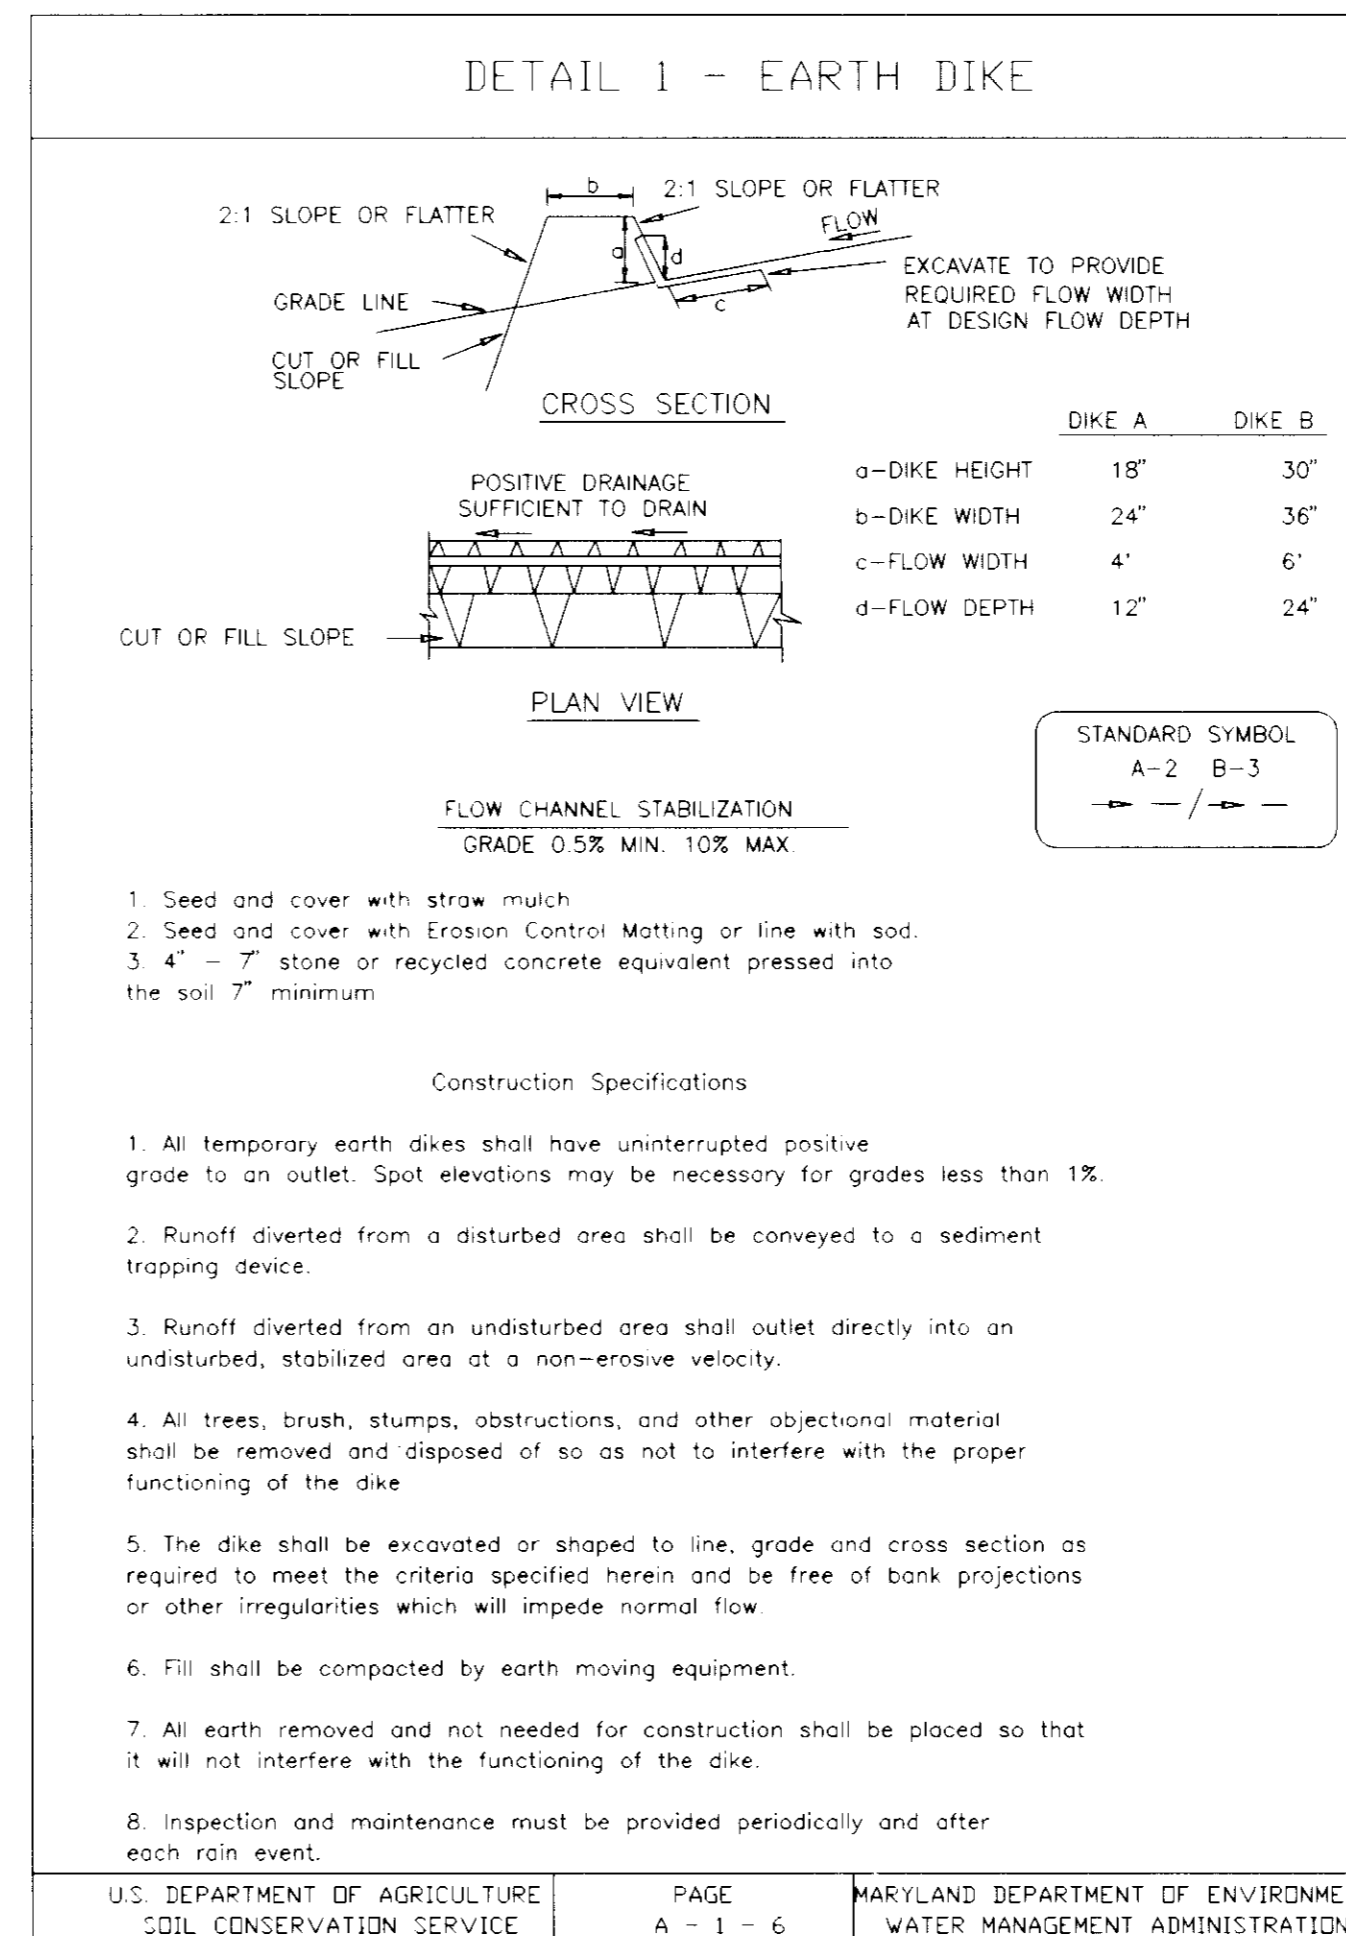 DETAIL 1 - EARTH DIKE
b
2:1 SLOPE OR FLATTER
2:1 SLOPE OR FLATTER
FLOW
a
d
EXCAVATE TO PROVIDE
REQUIRED FLOW WIDTH
AT DESIGN FLOW DEPTH
GRADE LINE
c
CUT OR FILL
SLOPE
CROSS SECTION
DIKE A DIKE B
a-DIKE HEIGHT 18" 30"
b-DIKE WIDTH 24" 36"
c-FLOW WIDTH 4' 6'
d-FLOW DEPTH 12" 24"
POSITIVE DRAINAGE
SUFFICIENT TO DRAIN
CUT OR FILL SLOPE
PLAN VIEW
STANDARD SYMBOL
A-2 B-3
FLOW CHANNEL STABILIZATION
GRADE 0.5% MIN. 10% MAX.
1. Seed and cover with straw mulch
2. Seed and cover with Erosion Control Matting or line with sod.
3. 4" - 7" stone or recycled concrete equivalent pressed into
the soil 7" minimum
Construction Specifications
1. All temporary earth dikes shall have uninterrupted positive
grade to an outlet. Spot elevations may be necessary for grades less than 1%.
2. Runoff diverted from a disturbed area shall be conveyed to a sediment
trapping device.
3. Runoff diverted from an undisturbed area shall outlet directly into an
undisturbed, stabilized area at a non-erosive velocity.
4. All trees, brush, stumps, obstructions, and other objectional material
shall be removed and disposed of so as not to interfere with the proper
functioning of the dike
5. The dike shall be excavated or shaped to line, grade and cross section as
required to meet the criteria specified herein and be free of bank projections
or other irregularities which will impede normal flow.
6. Fill shall be compacted by earth moving equipment.
7. All earth removed and not needed for construction shall be placed so that
it will not interfere with the functioning of the dike.
8. Inspection and maintenance must be provided periodically and after
each rain event.
U.S. DEPARTMENT OF AGRICULTURE
SOIL CONSERVATION SERVICE
PAGE
A - 1 - 6
MARYLAND DEPARTMENT OF ENVIRONME
WATER MANAGEMENT ADMINISTRATION